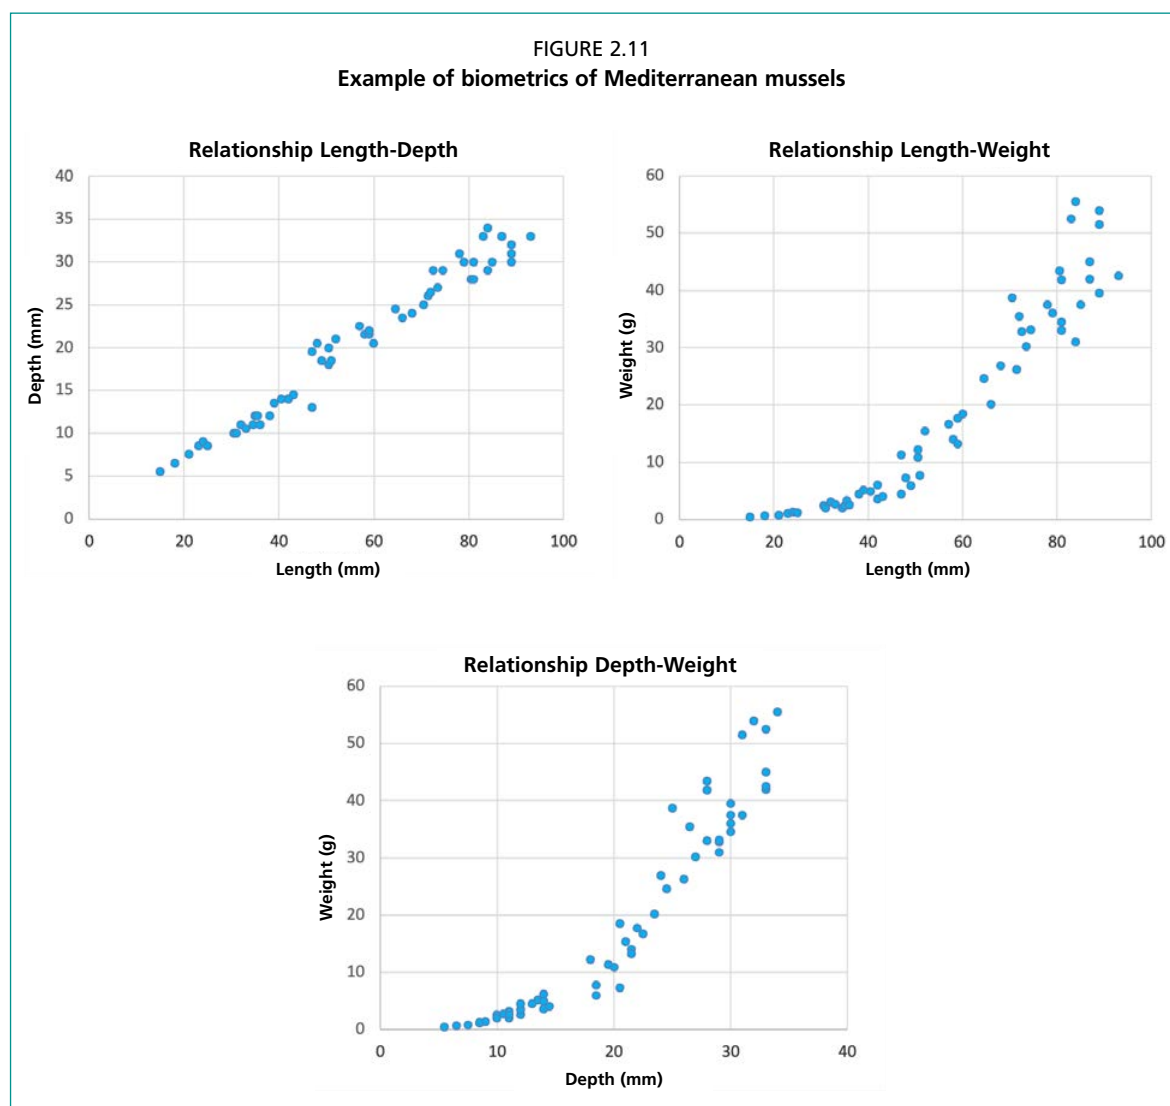 FIGURE 2.11
Example of biometrics of Mediterranean mussels
Relationship Length-Depth
40
35
30
25
20
15
10
5
0
Depth (mm)
0 20 40 60 80 100
Length (mm)
Relationship Length-Weight
60
50
40
30
20
10
0
Weight (g)
0 20 40 60 80 100
Length (mm)
Relationship Depth-Weight
60
50
40
30
20
10
0
Weight (g)
0 10 20 30 40
Depth (mm)